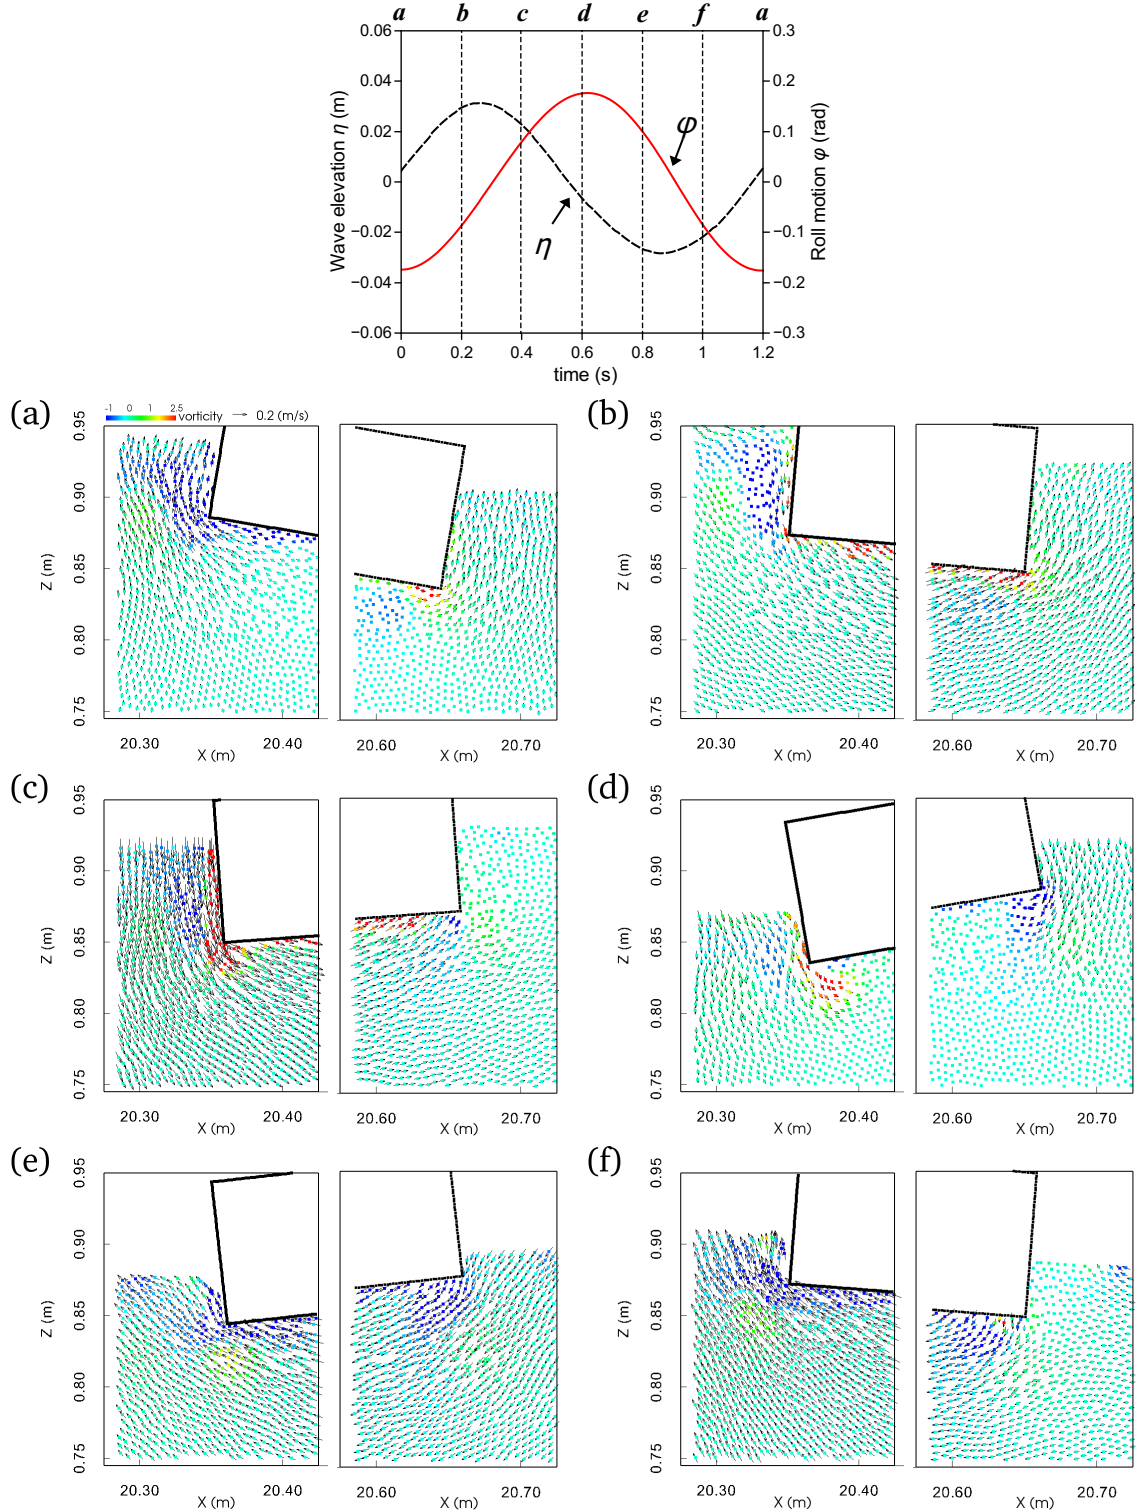 a b c d e f a
0.06 0.3
0.04 0.2
0.02 0.1
0 0
−0.02 −0.1
−0.04 −0.2
−0.06 −0.3
Wave elevation η (m)
Roll motion φ (rad)
φ
η
0 0.2 0.4 0.6 0.8 1 1.2
time (s)
(a)
-1 0 1 2.5 vorticity 0.2 (m/s)
0.95
0.90
0.85
0.80
0.75
Z (m)
20.30 20.40 20.60 20.70
X (m) X (m)
(b)
0.95
0.90
0.85
0.80
0.75
Z (m)
20.30 20.40 20.60 20.70
X (m) X (m)
(c)
0.95
0.90
0.85
0.80
0.75
Z (m)
20.30 20.40 20.60 20.70
X (m) X (m)
(d)
0.95
0.90
0.85
0.80
0.75
Z (m)
20.30 20.40 20.60 20.70
X (m) X (m)
(e)
0.95
0.90
0.85
0.80
0.75
Z (m)
20.30 20.40 20.60 20.70
X (m) X (m)
(f)
0.95
0.90
0.85
0.80
0.75
Z (m)
20.30 20.40 20.60 20.70
X (m) X (m)